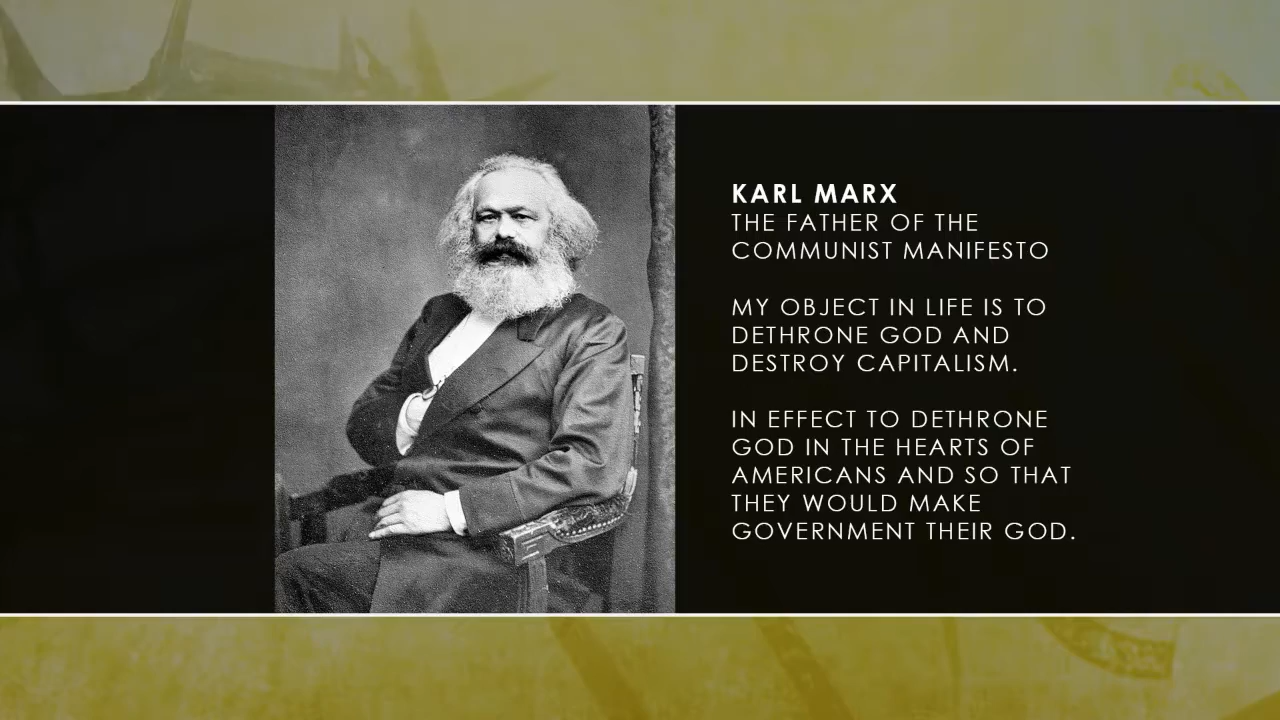 KARL MARX
THE FATHER OF THE
COMMUNIST MANIFESTO
MY OBJECT IN LIFE IS TO
DETHRONE GOD AND
DESTROY CAPITALISM.
IN EFFECT TO DETHRONE
GOD IN THE HEARTS OF
AMERICANS AND SO THAT
THEY WOULD MAKE
GOVERNMENT THEIR GOD.